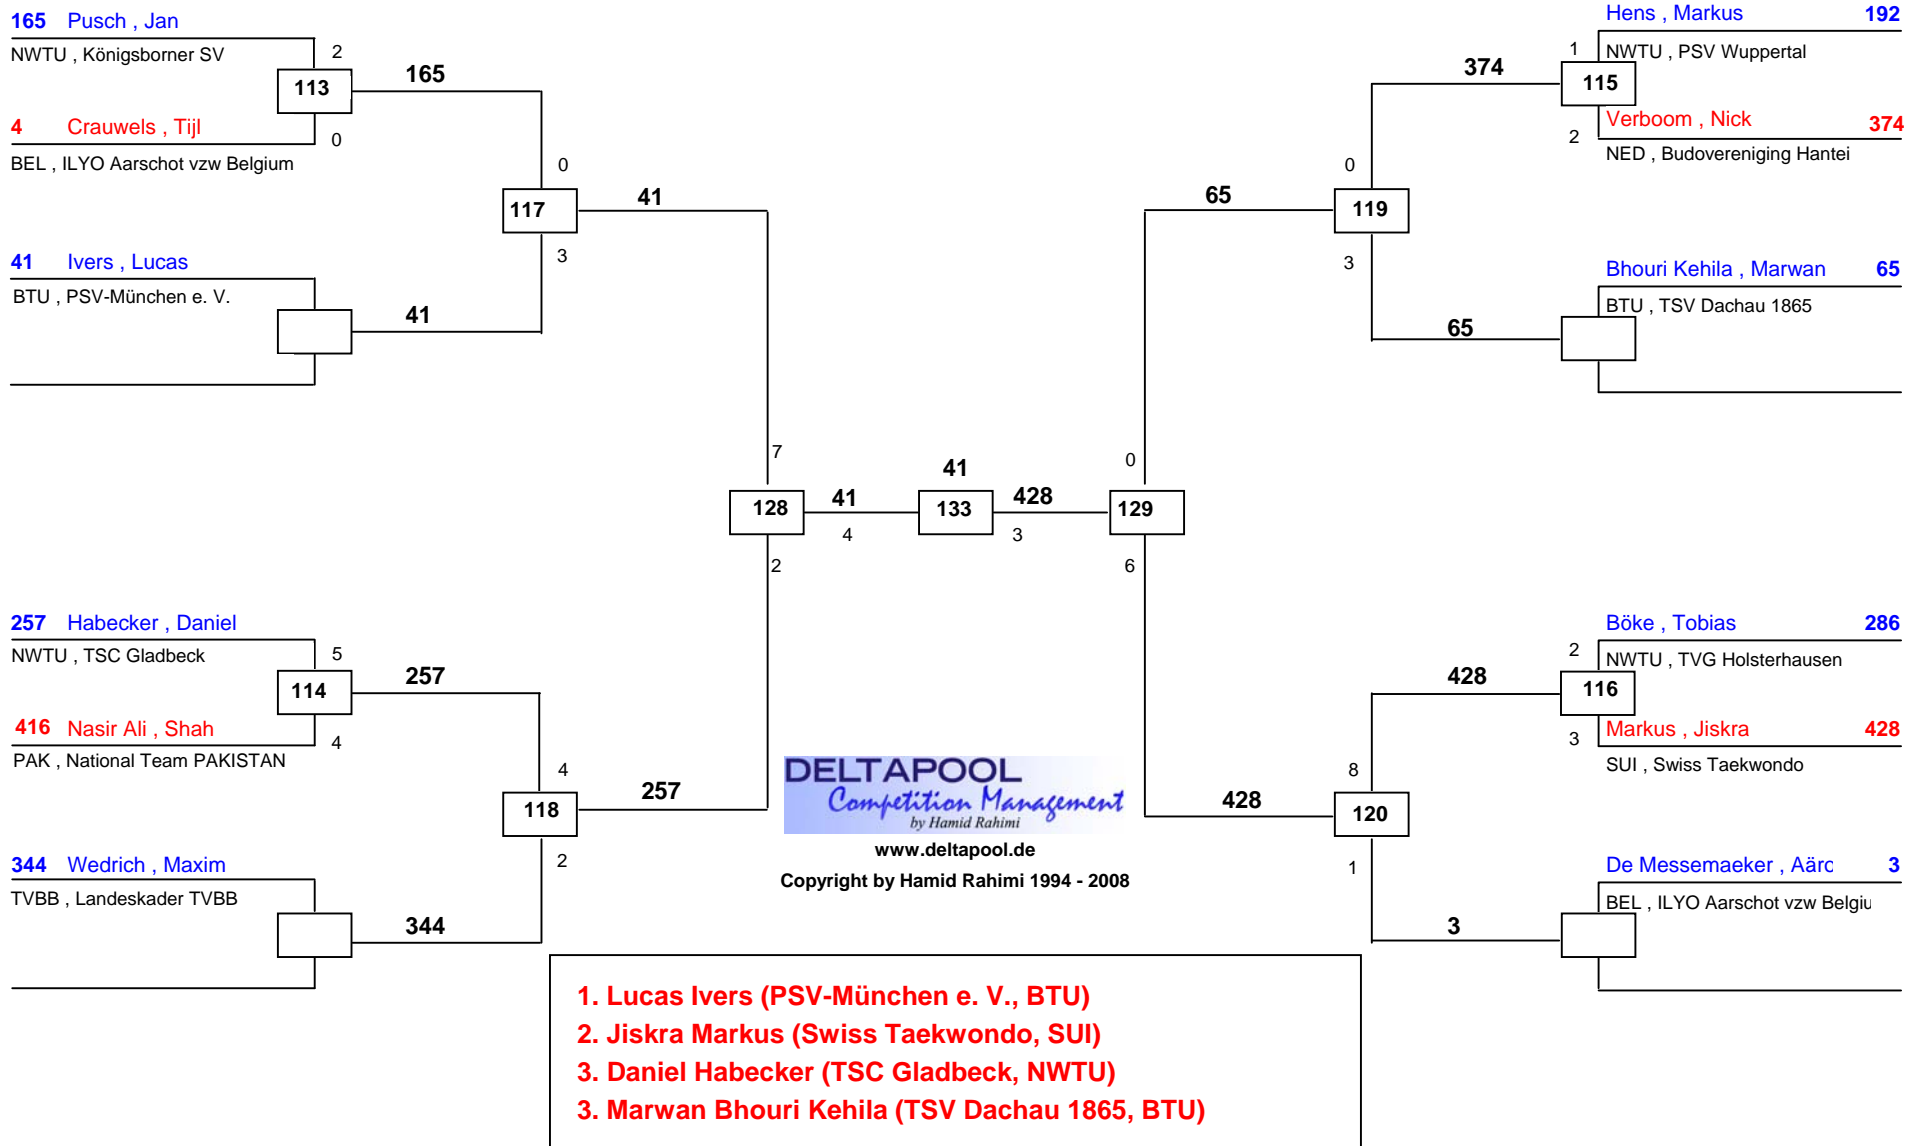 165 Pusch , Jan
NWTU , Königsborner SV
2
113
165
4 Crauwels , Tijl
0
BEL , ILYO Aarschot vzw Belgium
0
117
41
3
41 Ivers , Lucas
BTU , PSV-München e. V.
41
7
128
41
4
2
257 Habecker , Daniel
NWTU , TSC Gladbeck
5
114
257
416 Nasir Ali , Shah
4
PAK , National Team PAKISTAN
4
118
257
2
344 Wedrich , Maxim
TVBB , Landeskader TVBB
344
41
133
428
3
0
129
6
Hens , Markus 192
1
NWTU , PSV Wuppertal
374
115
Verboom , Nick 374
2
NED , Budovereniging Hantei
0
65
119
3
Bhouri Kehila , Marwan 65
BTU , TSV Dachau 1865
65
Böke , Tobias 286
2
NWTU , TVG Holsterhausen
428
116
Markus , Jiskra 428
3
SUI , Swiss Taekwondo
8
428
120
1
De Messemaeker , Aäro 3
BEL , ILYO Aarschot vzw Belgiu
3
DELTAPOOL
Competition Management
by Hamid Rahimi
www.deltapool.de
Copyright by Hamid Rahimi 1994 - 2008
1. Lucas Ivers (PSV-München e. V., BTU)
2. Jiskra Markus (Swiss Taekwondo, SUI)
3. Daniel Habecker (TSC Gladbeck, NWTU)
3. Marwan Bhouri Kehila (TSV Dachau 1865, BTU)